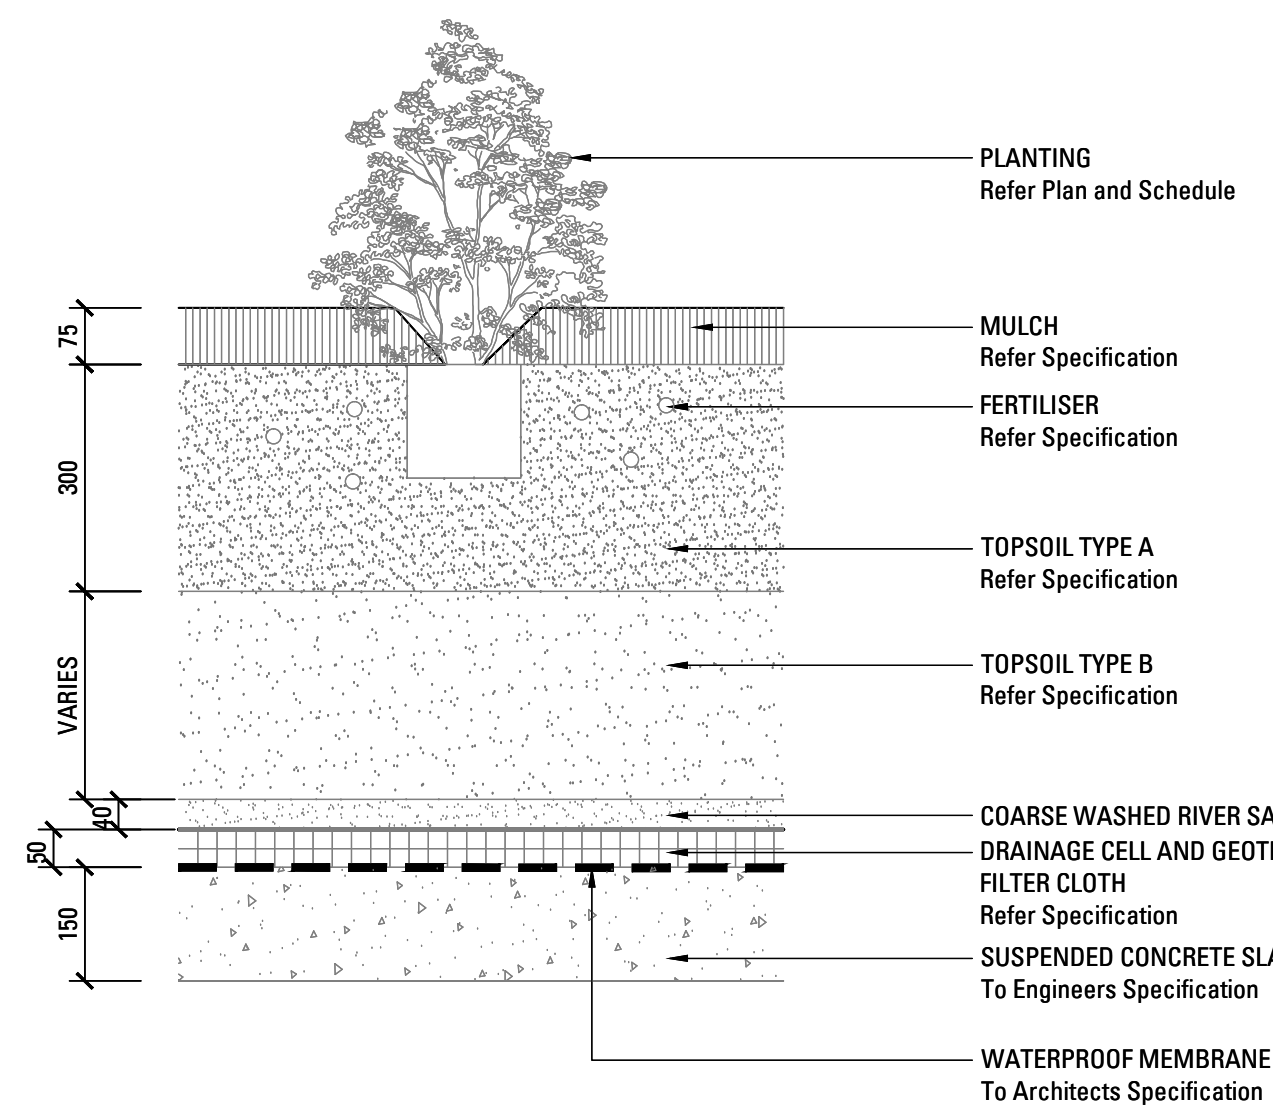 PLANTING
Refer Plan and Schedule
MULCH
Refer Specification
75
FERTILISER
Refer Specification
300
TOPSOIL TYPE A
Refer Specification
TOPSOIL TYPE B
Refer Specification
VARIES
40
COARSE WASHED RIVER SA
50
DRAINAGE CELL AND GEOT
FILTER CLOTH
Refer Specification
150
SUSPENDED CONCRETE SLA
To Engineers Specification
WATERPROOF MEMBRANE
To Architects Specification